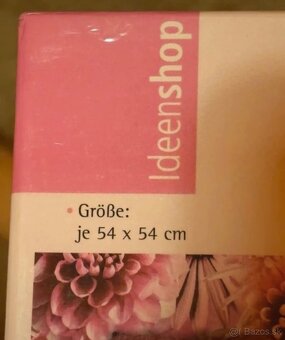 Ideenshop
• Größe:
je 54 x 54 cm
Bazos.sk